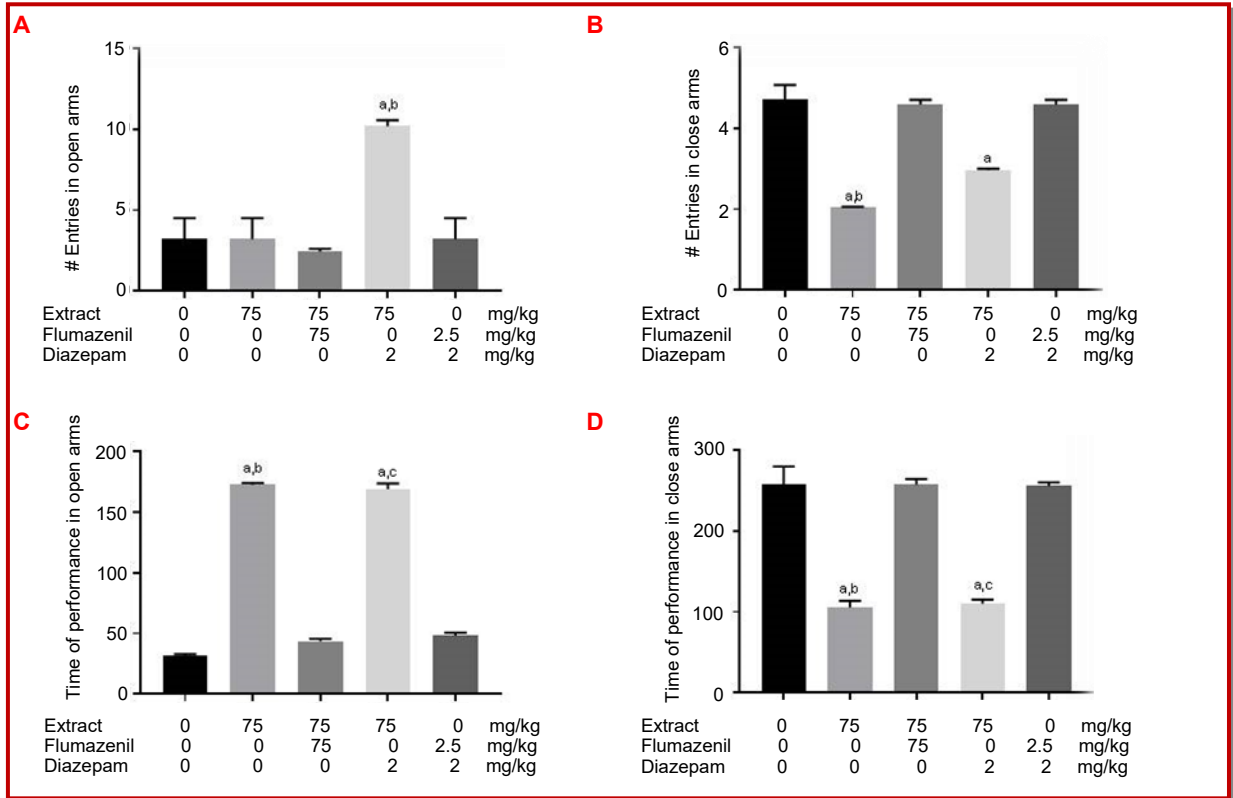 A
# Entries in open arms
15
10
5
0
a,b
Extract 0 75 75 75 0 mg/kg
Flumazenil 0 0 75 0 2.5 mg/kg
Diazepam 0 0 0 2 2 mg/kg
B
# Entries in close arms
6
4
2
0
a,b
a
Extract 0 75 75 75 0 mg/kg
Flumazenil 0 0 75 0 2.5 mg/kg
Diazepam 0 0 0 2 2 mg/kg
C
Time of performance in open arms
200
150
100
50
0
a,b
a,c
Extract 0 75 75 75 0 mg/kg
Flumazenil 0 0 75 0 2.5 mg/kg
Diazepam 0 0 0 2 2 mg/kg
D
Time of performance in close arms
300
200
100
0
a,b
a,c
Extract 0 75 75 75 0 mg/kg
Flumazenil 0 0 75 0 2.5 mg/kg
Diazepam 0 0 0 2 2 mg/kg